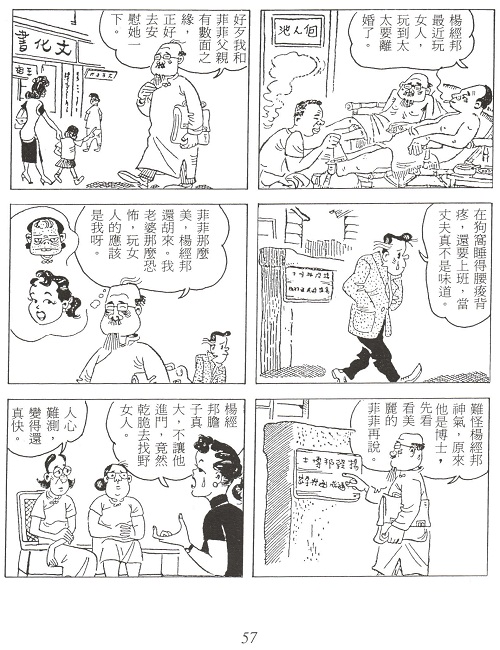 楊經邦
最近玩
女人，
玩到太
太要離
婚了。
文化書
好歹我和
菲菲父親
有數面之
緣，
正好
去安
慰她一
下。
在狗窩睡得腰痠背
疼，還要上班，當
丈夫真不是味道。
菲菲那麼
美，楊經邦
還胡來。我
老婆那麼恐
怖，玩女
人的應該
是我呀。
難怪楊經邦
神氣，原來
他是博士，
先看
看美
麗的
菲菲再說。
楊經邦博士
楊經
邦膽
子真
大，不讓他
進門，竟然
乾脆去找野
女人。
人心
難測，
變得還
真快。
57